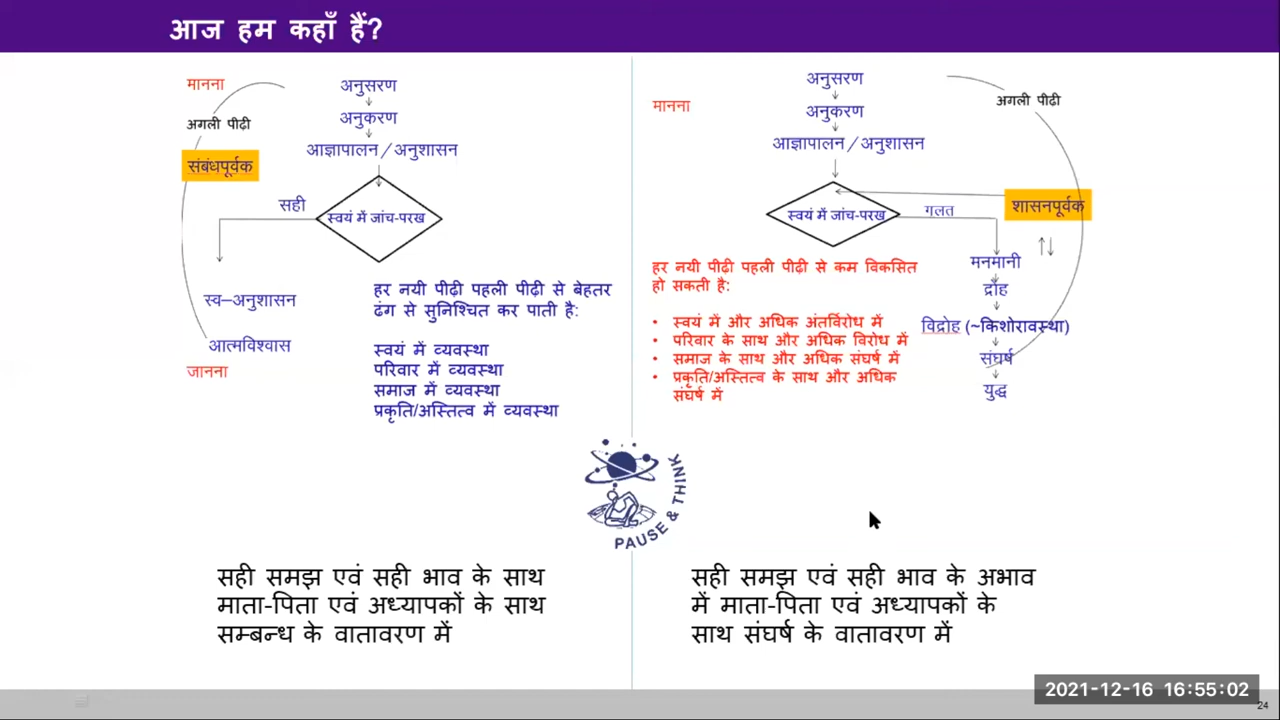 आज हम कहाँ हैं?
मानना
अनुसरण
अगली पीढ़ी
अनुकरण
आज्ञापालन/अनुशासन
संबंधपूर्वक
सही
स्वयं में जांच-परख
स्व–अनुशासन
आत्मविश्वास
जानना
हर नयी पीढ़ी पहली पीढ़ी से बेहतर
ढंग से सुनिश्चित कर पाती है:
स्वयं में व्यवस्था
परिवार में व्यवस्था
समाज में व्यवस्था
प्रकृति/अस्तित्व में व्यवस्था
अनुसरण
अगली पीढ़ी
मानना
अनुकरण
आज्ञापालन/अनुशासन
शासनपूर्वक
स्वयं में जांच-परख
गलत
मनमानी
द्रोह
विद्रोह (~किशोरावस्था)
संघर्ष
युद्ध
हर नयी पीढ़ी पहली पीढ़ी से कम विकसित
हो सकती है:
• स्वयं में और अधिक अंतर्विरोध में
• परिवार के साथ और अधिक विरोध में
• समाज के साथ और अधिक संघर्ष में
• प्रकृति/अस्तित्व के साथ और अधिक
संघर्ष में
PAUSE & THINK
सही समझ एवं सही भाव के साथ
माता-पिता एवं अध्यापकों के साथ
सम्बन्ध के वातावरण में
सही समझ एवं सही भाव के अभाव
में माता-पिता एवं अध्यापकों के
साथ संघर्ष के वातावरण में
2021-12-16 16:55:02
24